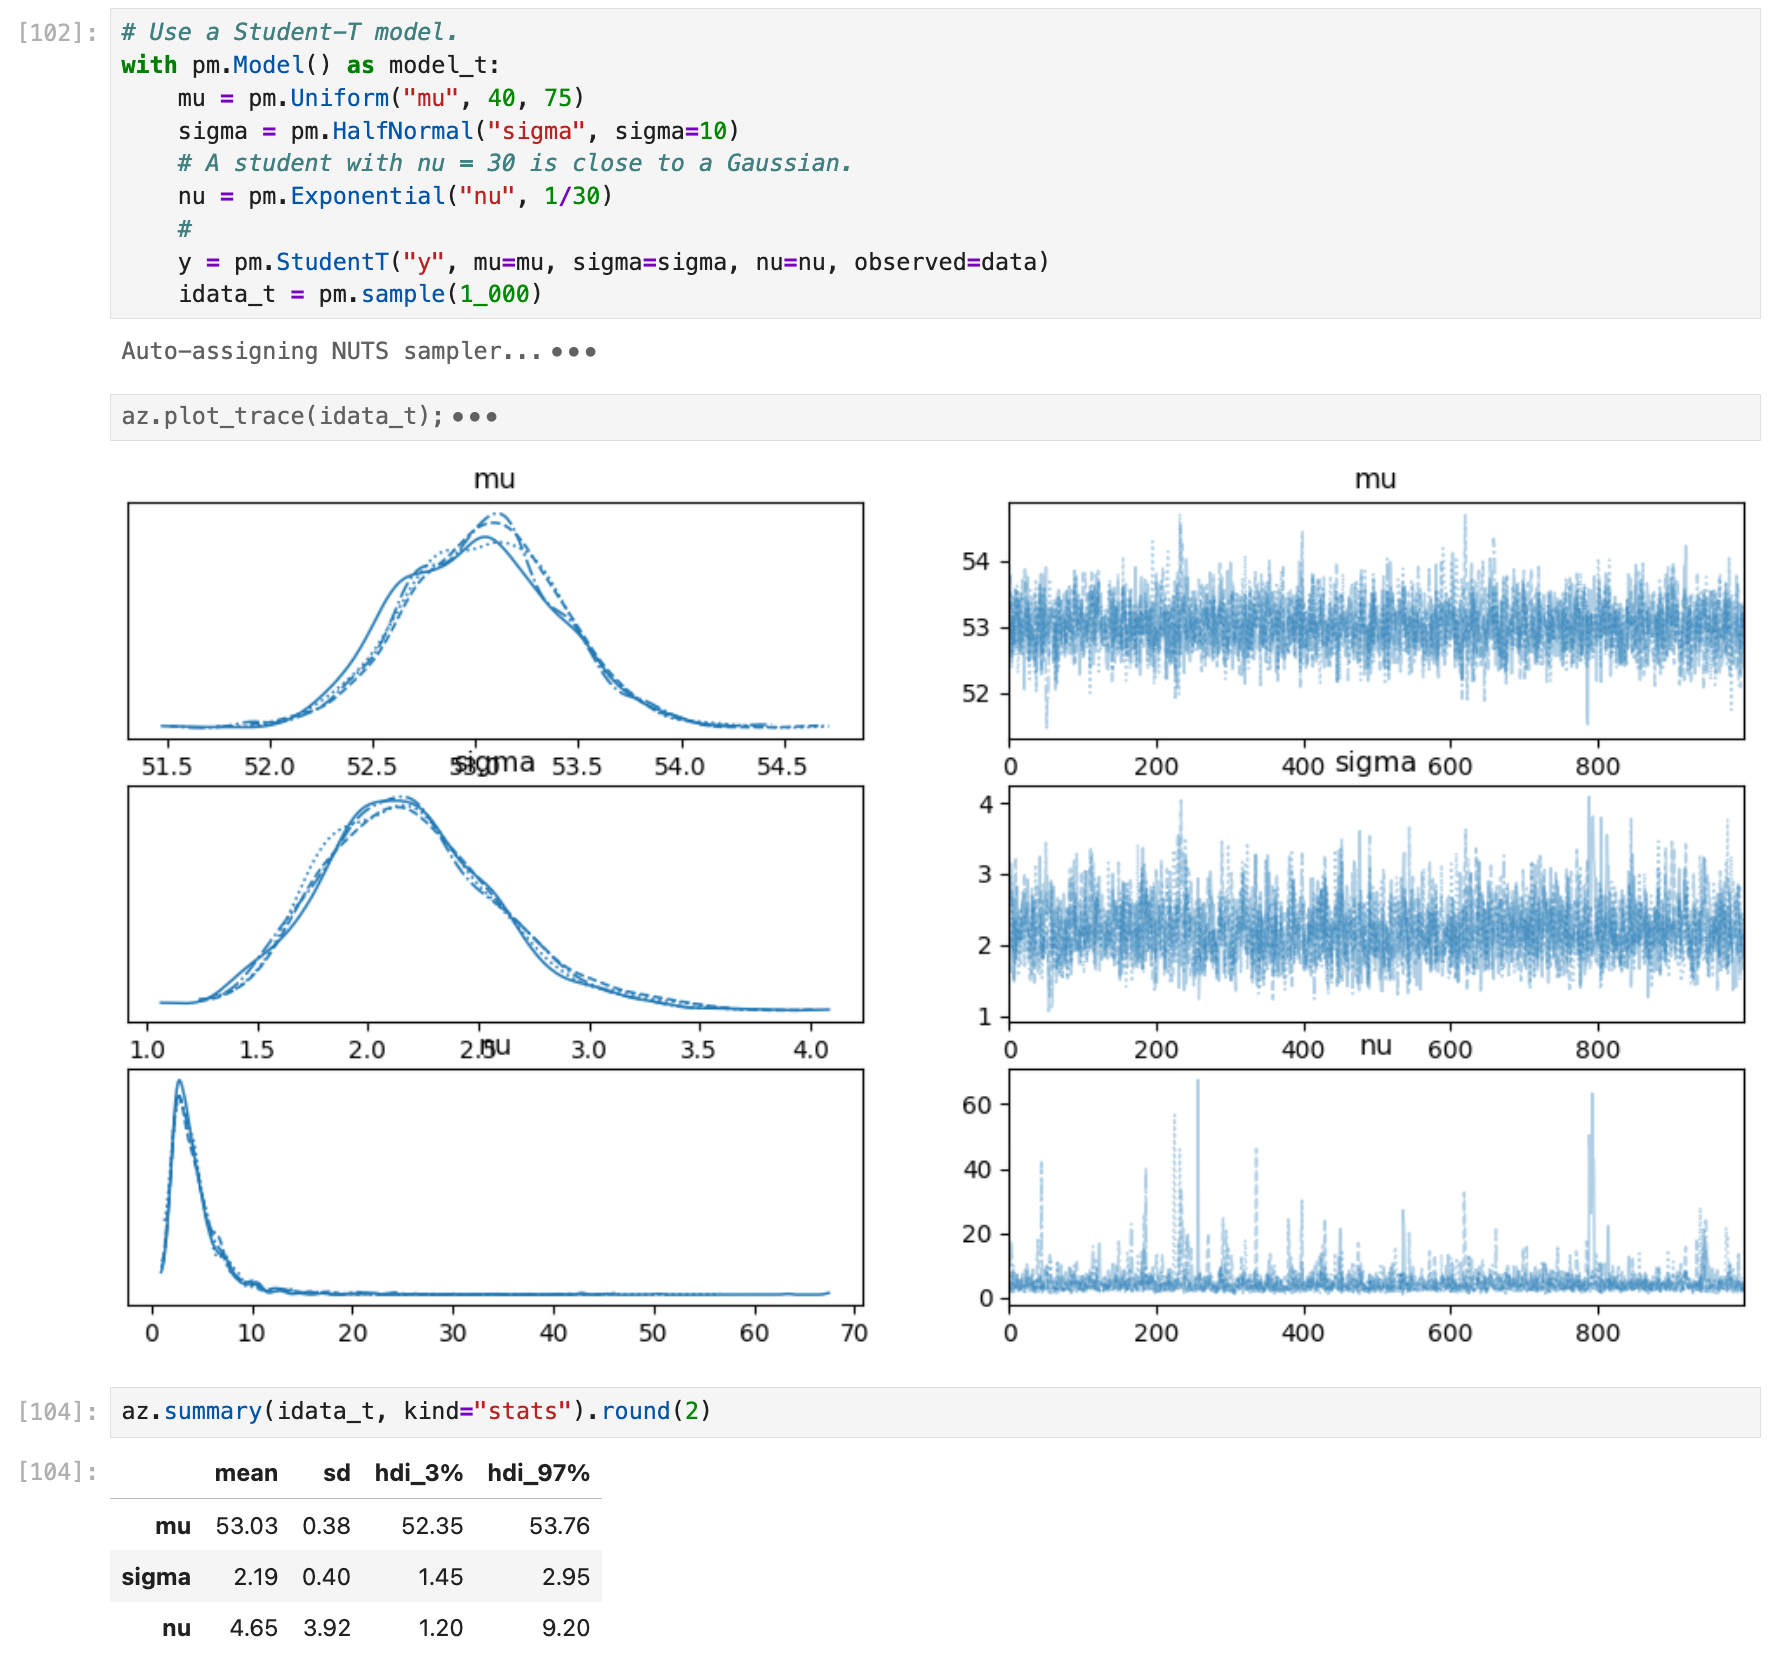 [102]:
# Use a Student-T model.
with pm.Model() as model_t:
    mu = pm.Uniform("mu", 40, 75)
    sigma = pm.HalfNormal("sigma", sigma=10)
    # A student with nu = 30 is close to a Gaussian.
    nu = pm.Exponential("nu", 1/30)
    #
    y = pm.StudentT("y", mu=mu, sigma=sigma, nu=nu, observed=data)
    idata_t = pm.sample(1_000)
Auto-assigning NUTS sampler... •••
az.plot_trace(idata_t); •••
mu
51.5 52.0 52.5 53.0 53.5 54.0 54.5
mu
54
53
52
0 200 400 600 800
sigma
1.0 1.5 2.0 2.5 3.0 3.5 4.0
sigma
4
3
2
1
0 200 400 600 800
nu
0 10 20 30 40 50 60 70
nu
60
40
20
0
0 200 400 600 800
[104]:
az.summary(idata_t, kind="stats").round(2)
[104]:
mean sd hdi_3% hdi_97%
mu 53.03 0.38 52.35 53.76
sigma 2.19 0.40 1.45 2.95
nu 4.65 3.92 1.20 9.20